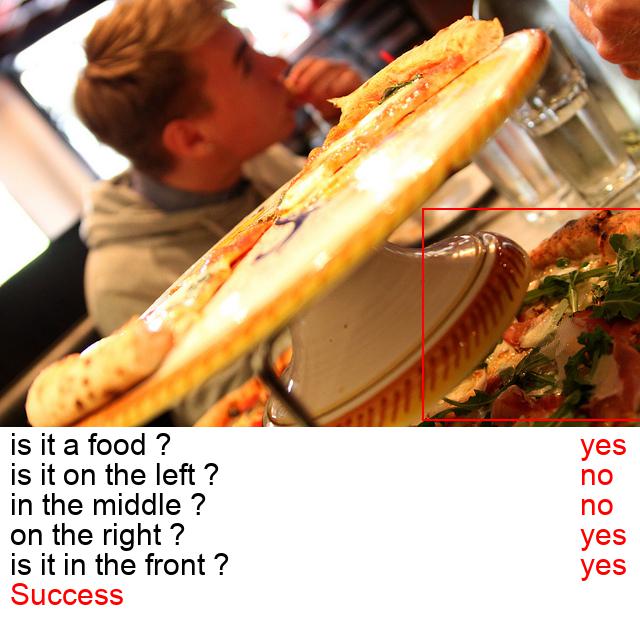 is it a food ? yes
is it on the left ? no
in the middle ? no
on the right ? yes
is it in the front ? yes
Success